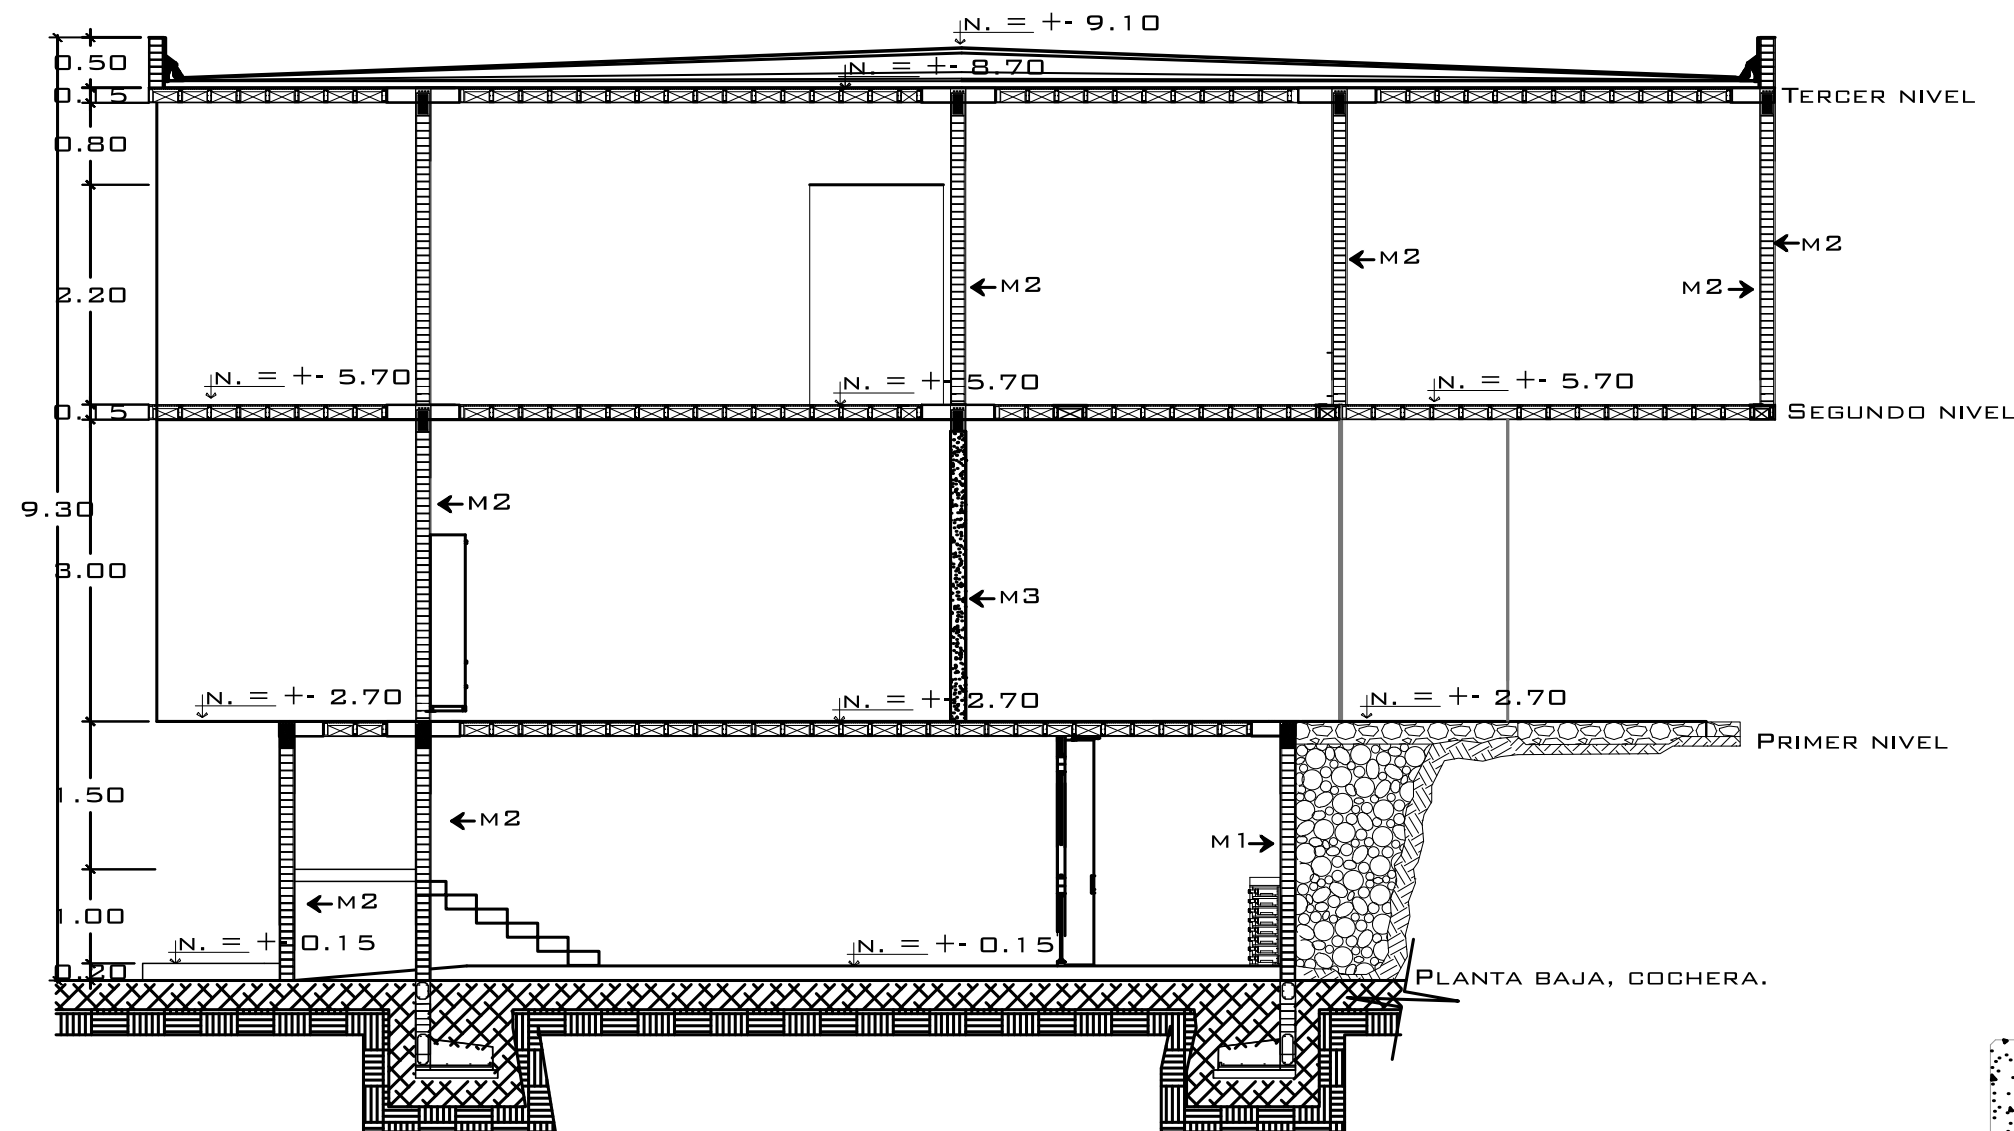 N. = +- 9.10
0.50
N. = +- 8.70
0.15
TERCER NIVEL
0.80
M2
M2
M2
M2
2.20
N. = +- 5.70
N. = +- 5.70
N. = +- 5.70
0.15
SEGUNDO NIVEL
M2
9.30
3.00
M3
N. = +- 2.70
N. = +- 2.70
N. = +- 2.70
PRIMER NIVEL
1.50
M2
M1
M2
1.00
N. = +- 0.15
N. = +- 0.15
0.20
PLANTA BAJA, COCHERA.